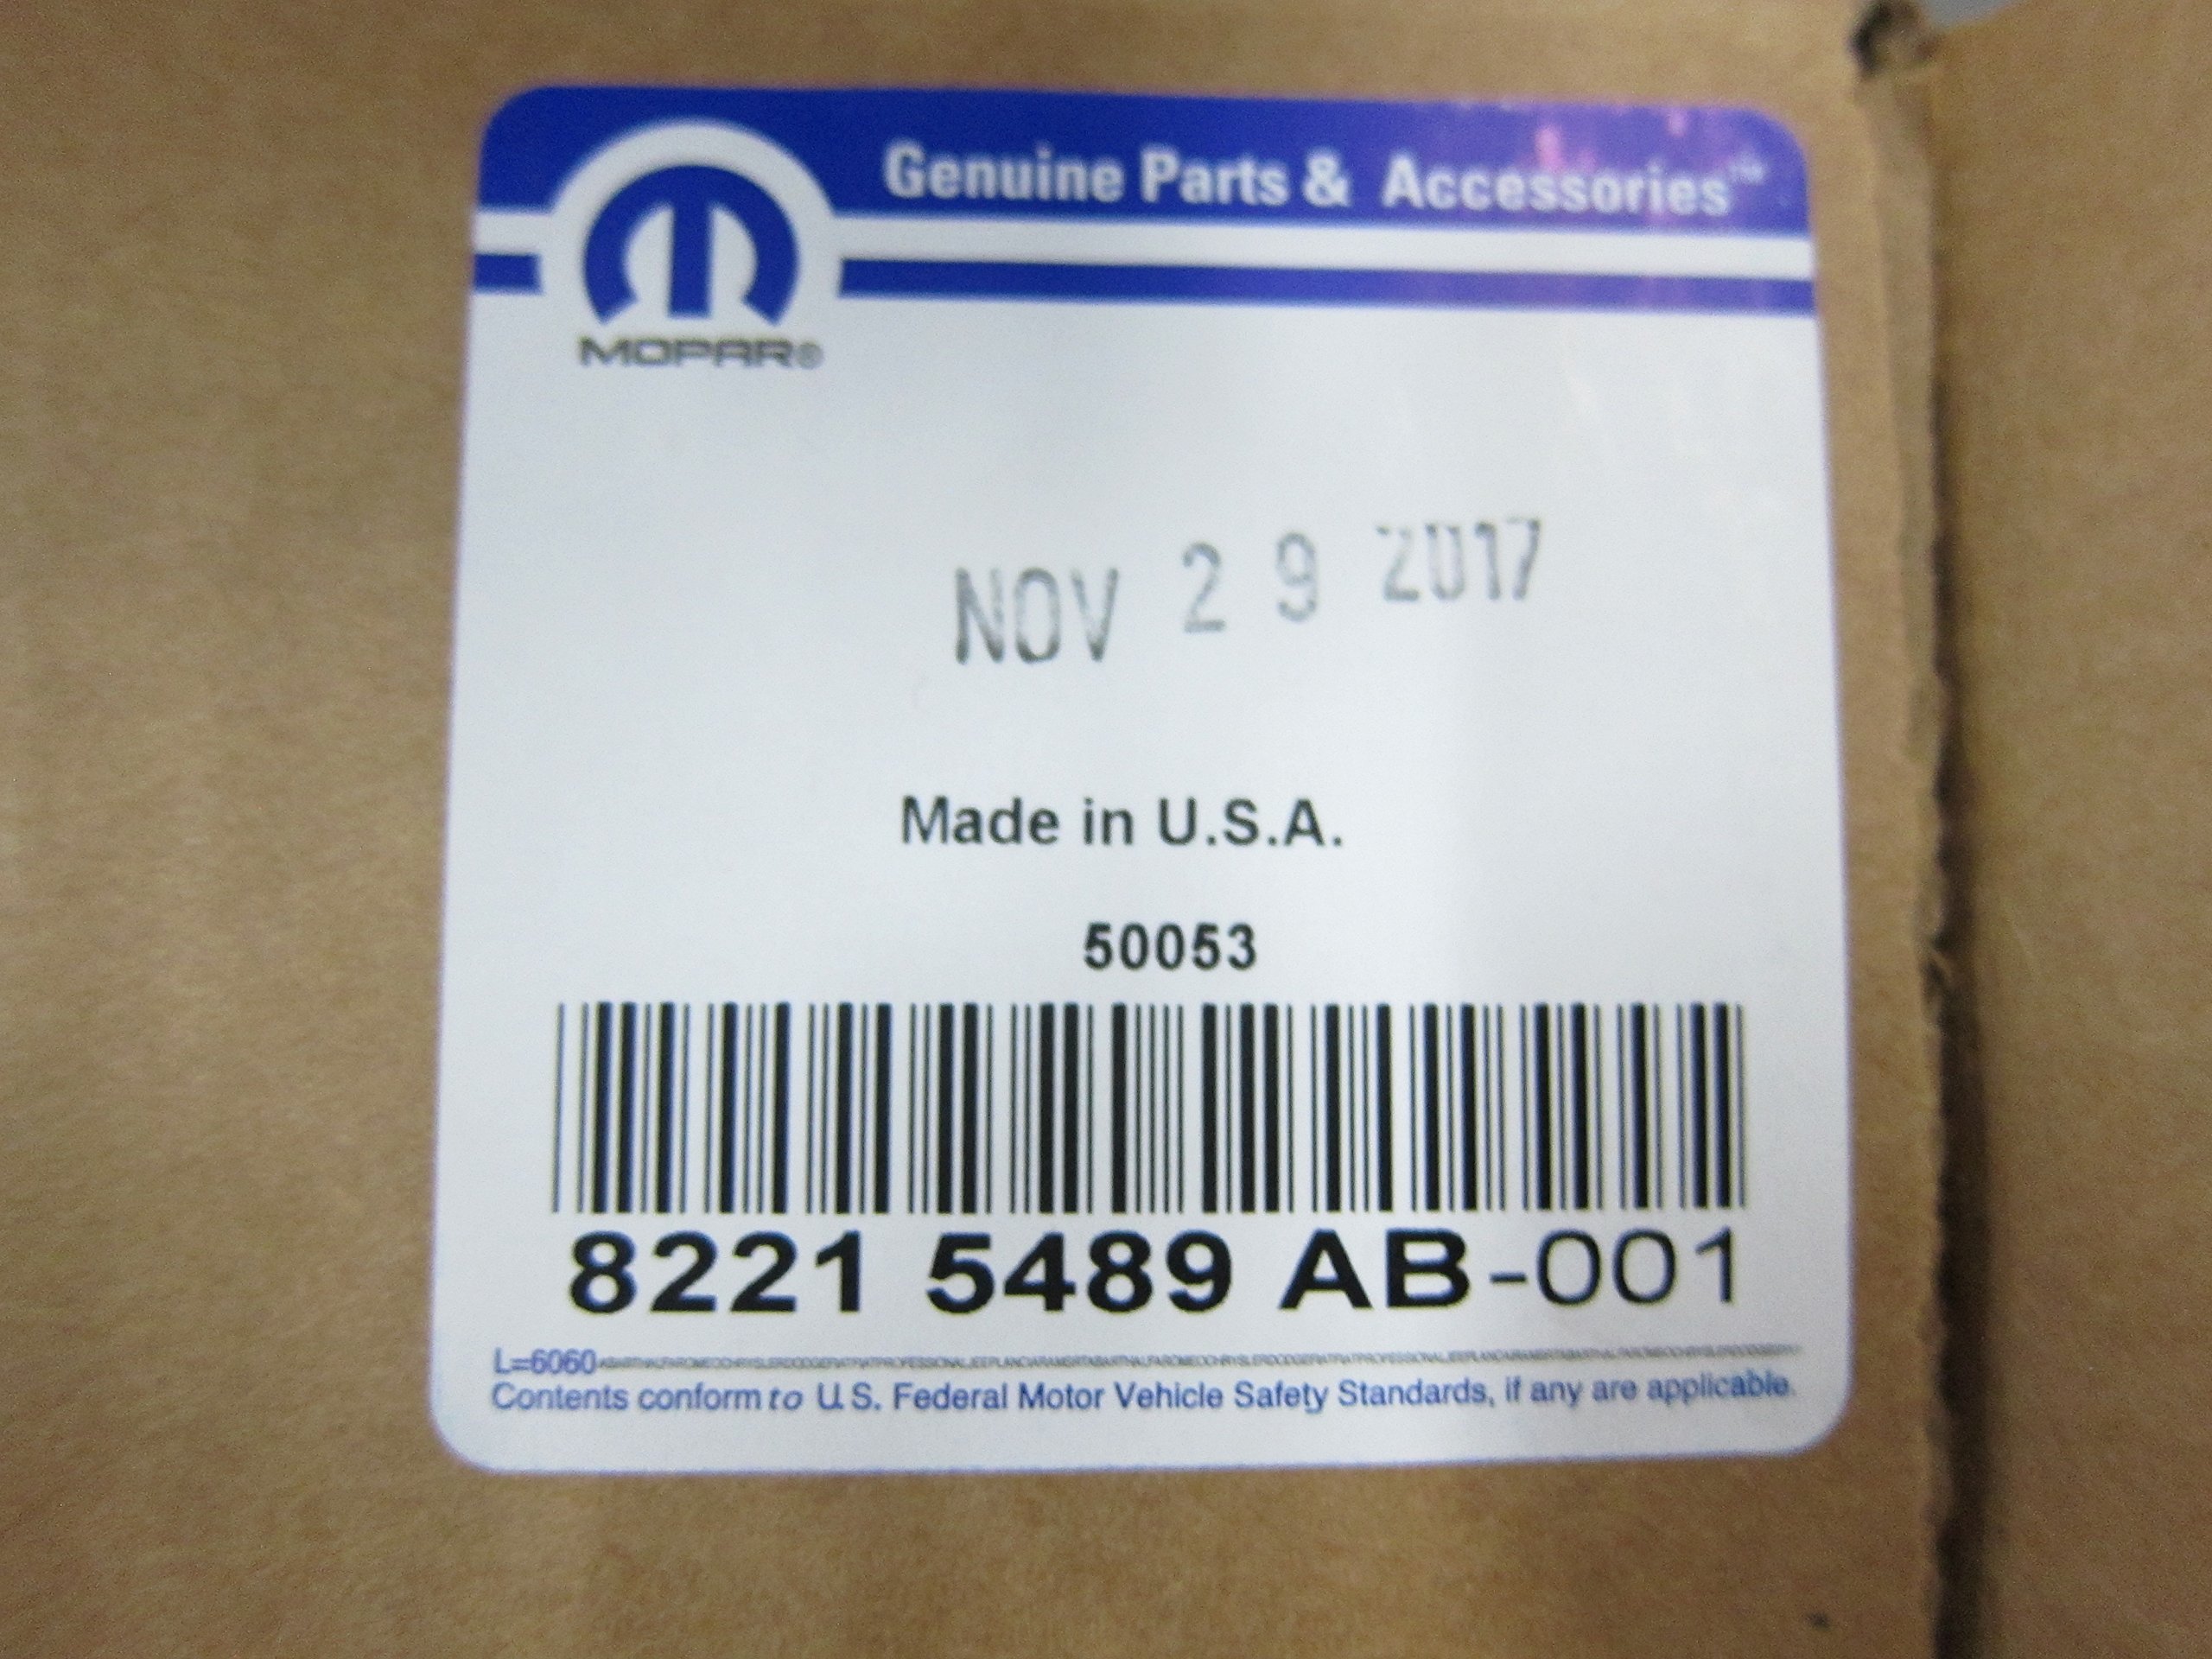 Genuine Parts & Accessories™
MOPAR®
NOV 2 9 2017
Made in U.S.A.
50053
8221 5489 AB-001
L=6060
Contents conform to U.S. Federal Motor Vehicle Safety Standards, if any are applicable.